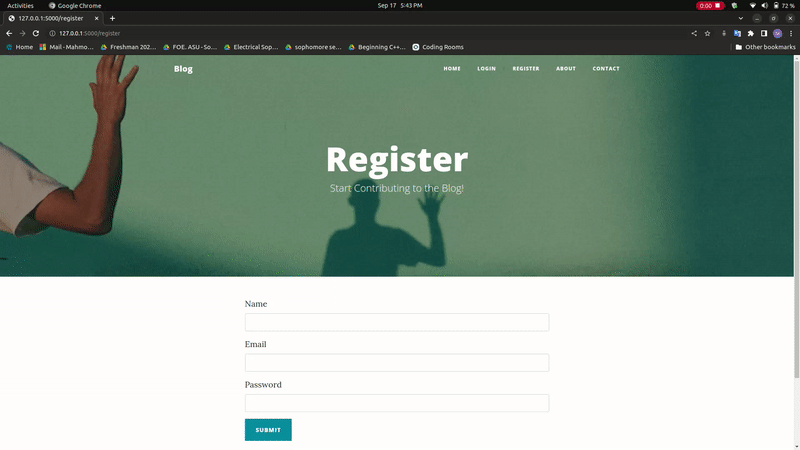 Activities
Google Chrome
Sep 17 5:43 PM
0:00
72 %
127.0.0.1:5000/register
127.0.0.1:5000/register
Home
Mail - Mahmo...
Freshman 202...
FOE. ASU - So...
Electrical Sop...
sophomore se...
Beginning C++...
Coding Rooms
Other bookmarks
Blog
HOME
LOGIN
REGISTER
ABOUT
CONTACT
Register
Start Contributing to the Blog!
Name
Email
Password
SUBMIT